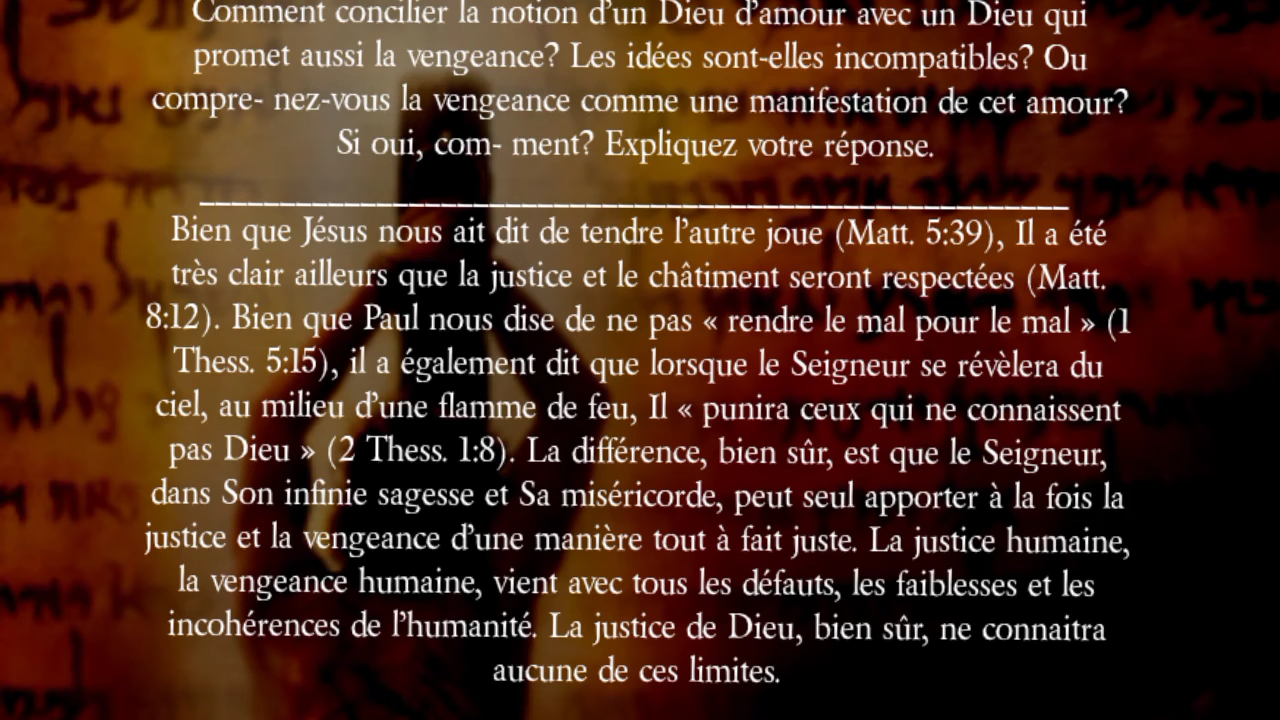 Comment concilier la notion d'un Dieu d'amour avec un Dieu qui
promet aussi la vengeance? Les idées sont-elles incompatibles? Ou
compre- nez-vous la vengeance comme une manifestation de cet amour?
Si oui, com- ment? Expliquez votre réponse.
______________________________________________________
Bien que Jésus nous ait dit de tendre l'autre joue (Matt. 5:39), Il a été
très clair ailleurs que la justice et le châtiment seront respectées (Matt.
8:12). Bien que Paul nous dise de ne pas « rendre le mal pour le mal » (1
Thess. 5:15), il a également dit que lorsque le Seigneur se révèlera du
ciel, au milieu d'une flamme de feu, Il « punira ceux qui ne connaissent
pas Dieu » (2 Thess. 1:8). La différence, bien sûr, est que le Seigneur,
dans Son infinie sagesse et Sa miséricorde, peut seul apporter à la fois la
justice et la vengeance d'une manière tout à fait juste. La justice humaine,
la vengeance humaine, vient avec tous les défauts, les faiblesses et les
incohérences de l'humanité. La justice de Dieu, bien sûr, ne connaitra
aucune de ces limites.